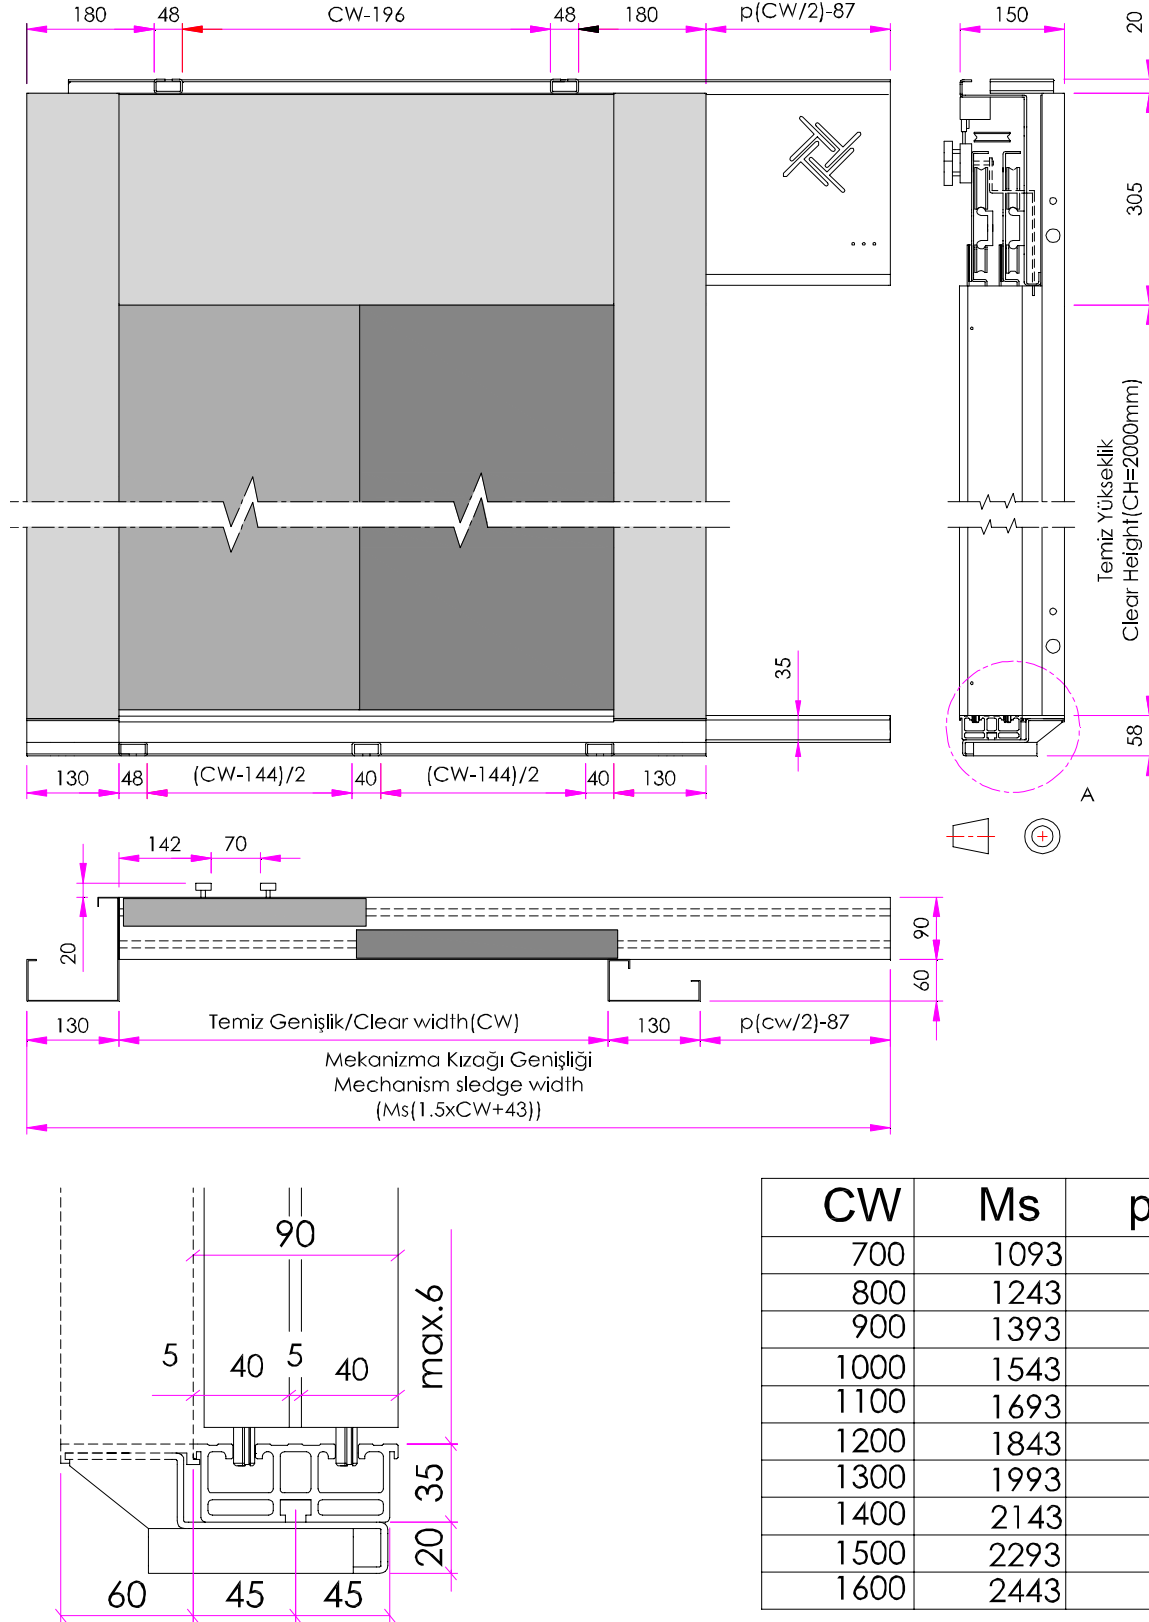 180
48
CW-196
48
180
p(CW/2)-87
150
20
305
Temiz Yükseklik
Clear Height(CH=2000mm)
58
35
130
48
(CW-144)/2
40
(CW-144)/2
40
130
A
142
70
20
90
60
130
Temiz Genişlik/Clear width(CW)
130
p(cw/2)-87
Mekanizma Kızağı Genişliği
Mechanism sledge width
(Ms(1.5xCW+43))
90
max.6
5
40
5
40
35
20
60
45
45
CW Ms p
700 1093
800 1243
900 1393
1000 1543
1100 1693
1200 1843
1300 1993
1400 2143
1500 2293
1600 2443